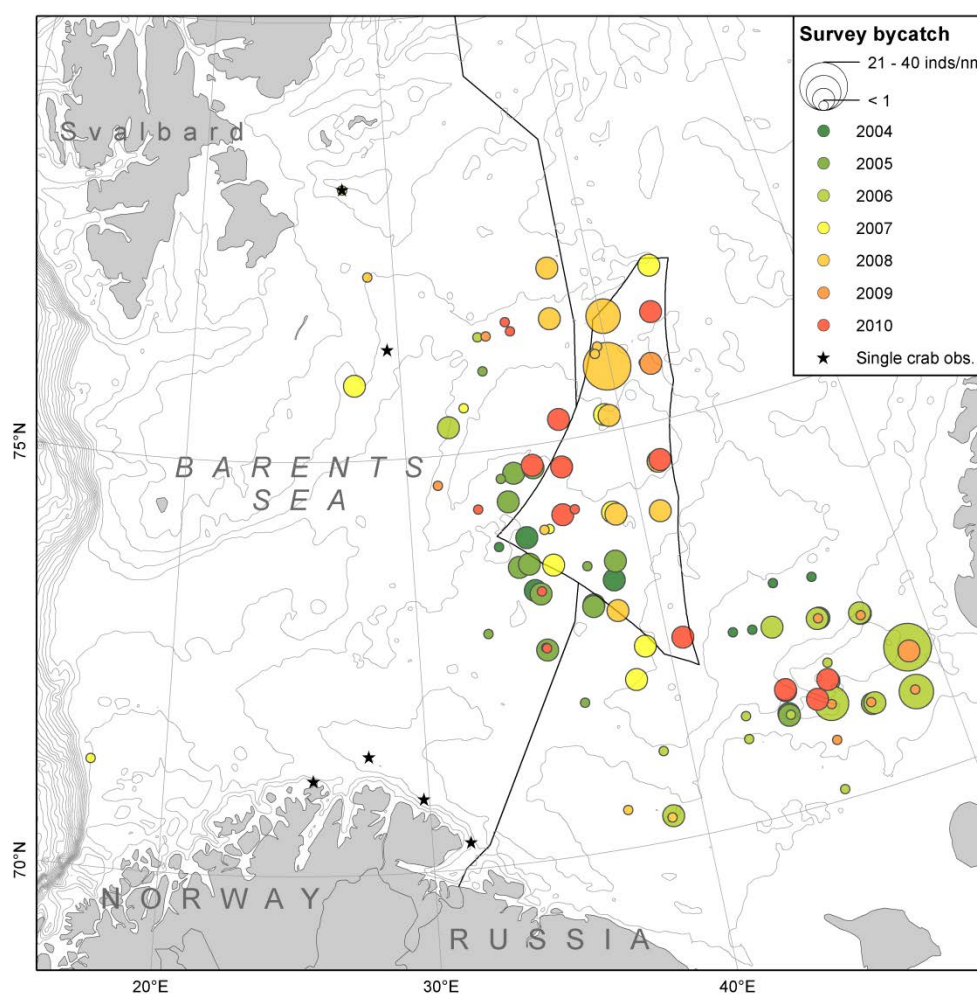 Survey bycatch
21 - 40 inds/nm
< 1
2004
2005
2006
2007
2008
2009
2010
Single crab obs.
Svalbard
75°N
BARENTS
SEA
70°N
NORWAY
RUSSIA
20°E
30°E
40°E